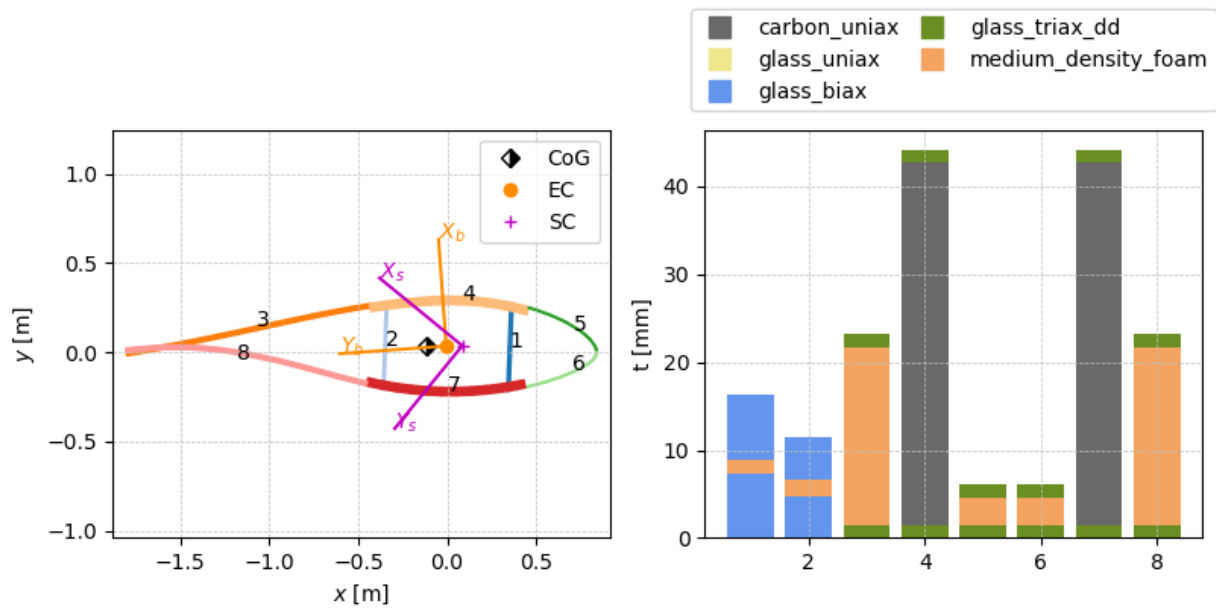 carbon_uniax
glass_uniax
glass_biax
glass_triax_dd
medium_density_foam
CoG
EC
SC
X_b
X_s
Y_b
Y_s
1
2
3
4
5
6
7
8
1.0
0.5
0.0
−0.5
−1.0
y [m]
−1.5
−1.0
−0.5
0.0
0.5
x [m]
40
30
20
10
0
t [mm]
2
4
6
8